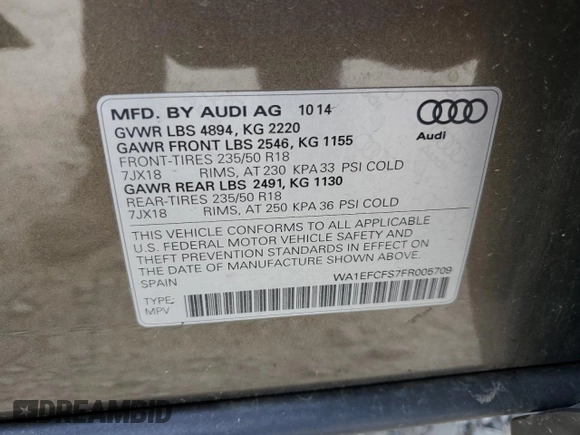 MFD. BY AUDI AG 10 14
GVWR LBS 4894, KG 2220
GAWR FRONT LBS 2546, KG 1155
FRONT-TIRES 235/50 R18
7JX18 RIMS, AT 230 KPA 33 PSI COLD
GAWR REAR LBS 2491, KG 1130
REAR-TIRES 235/50 R18
7JX18 RIMS, AT 250 KPA 36 PSI COLD
THIS VEHICLE CONFORMS TO ALL APPLICABLE
U.S. FEDERAL MOTOR VEHICLE SAFETY AND
THEFT PREVENTION STANDARDS IN EFFECT ON
THE DATE OF MANUFACTURE SHOWN ABOVE.
SPAIN
WA1EFCFS7FR005709
TYPE:
MPV
Audi
DREAMBID